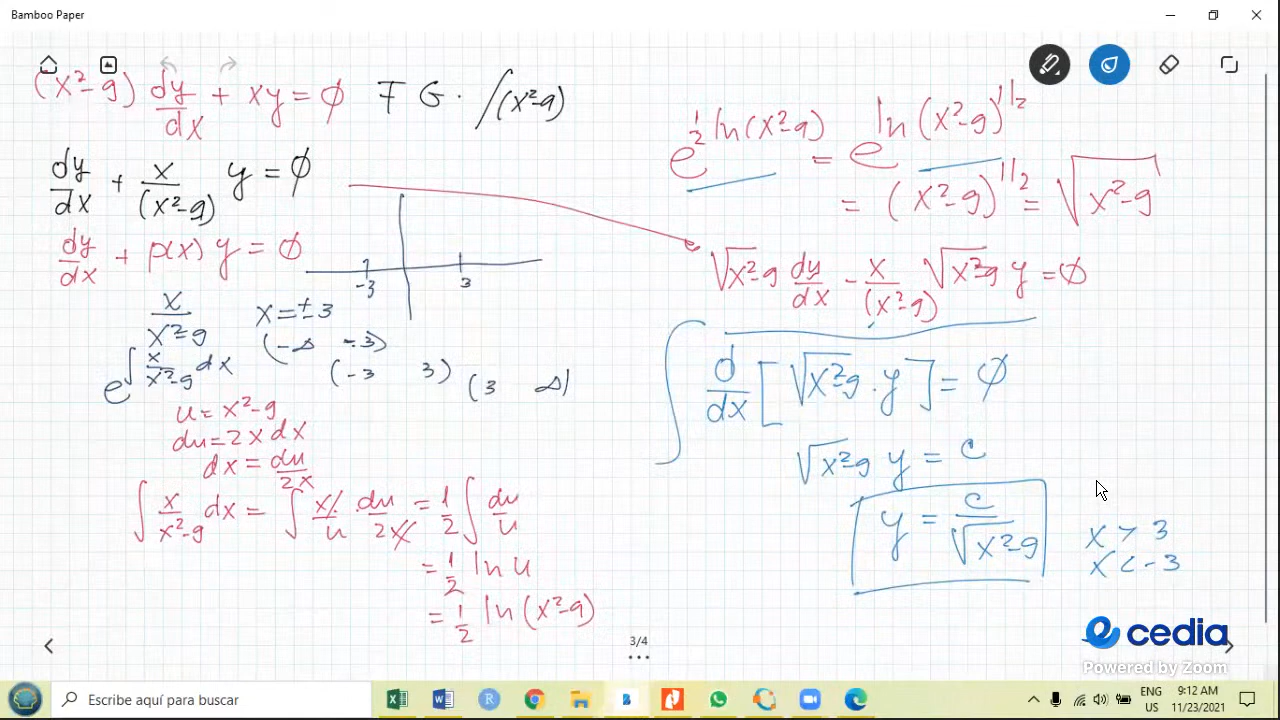 Bamboo Paper
(x²-9) dy/dx + xy = ∅ F G. /(x²-9)
dy/dx + x/(x²-9) y = ∅
dy/dx + p(x) y = ∅
-3 3
x/x²-9 x = ±3
(-∞ -3)
(-3 3) (3 ∞)
e^∫ x/x²-9 dx
u = x²-9
du = 2x dx
dx = du/2x
∫ x/x²-9 dx = ∫ x/u · du/2x = 1/2 ∫ du/u
= 1/2 ln u
= 1/2 ln (x²-9)
e^1/2 ln(x²-9) = e^ln (x²-9)^1/2
= (x²-9)^1/2 = √x²-9
√x²-9 dy/dx - x/(x²-9) √x²-9 y = ∅
∫ d/dx [√x²-9 · y] = ∅
√x²-9 y = c
y = c/√x²-9
x > 3
x < -3
3/4
cedia
Powered by Zoom
Escribe aquí para buscar
ENG
US
9:12 AM
11/23/2021